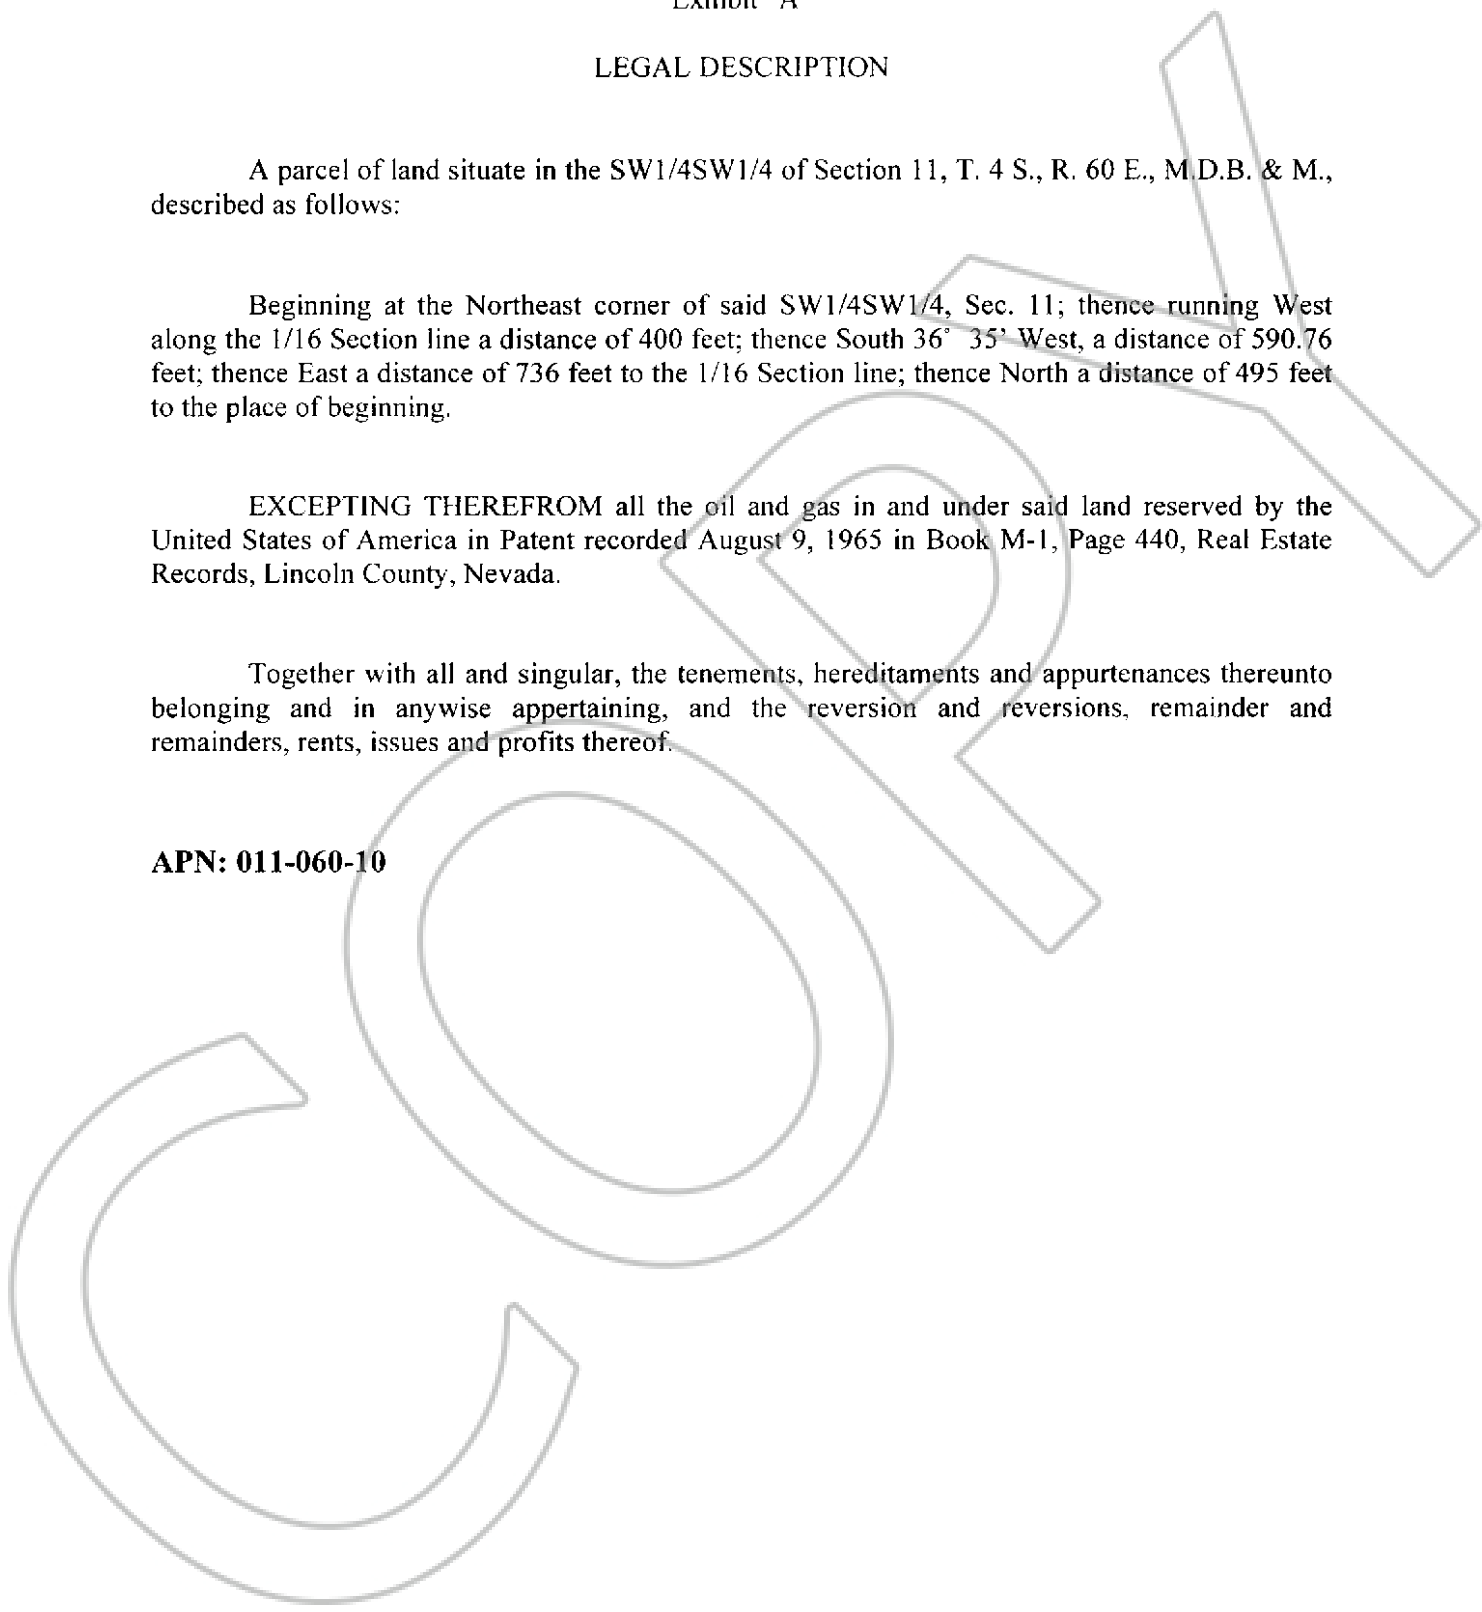 Exhibit A
LEGAL DESCRIPTION
A parcel of land situate in the SW1/4SW1/4 of Section 11, T. 4 S., R. 60 E., M.D.B. & M.,
described as follows:
Beginning at the Northeast corner of said SW1/4SW1/4, Sec. 11; thence running West
along the 1/16 Section line a distance of 400 feet; thence South 36° 35' West, a distance of 590.76
feet; thence East a distance of 736 feet to the 1/16 Section line; thence North a distance of 495 feet
to the place of beginning.
EXCEPTING THEREFROM all the oil and gas in and under said land reserved by the
United States of America in Patent recorded August 9, 1965 in Book M-1, Page 440, Real Estate
Records, Lincoln County, Nevada.
Together with all and singular, the tenements, hereditaments and appurtenances thereunto
belonging and in anywise appertaining, and the reversion and reversions, remainder and
remainders, rents, issues and profits thereof.
APN: 011-060-10
COPY